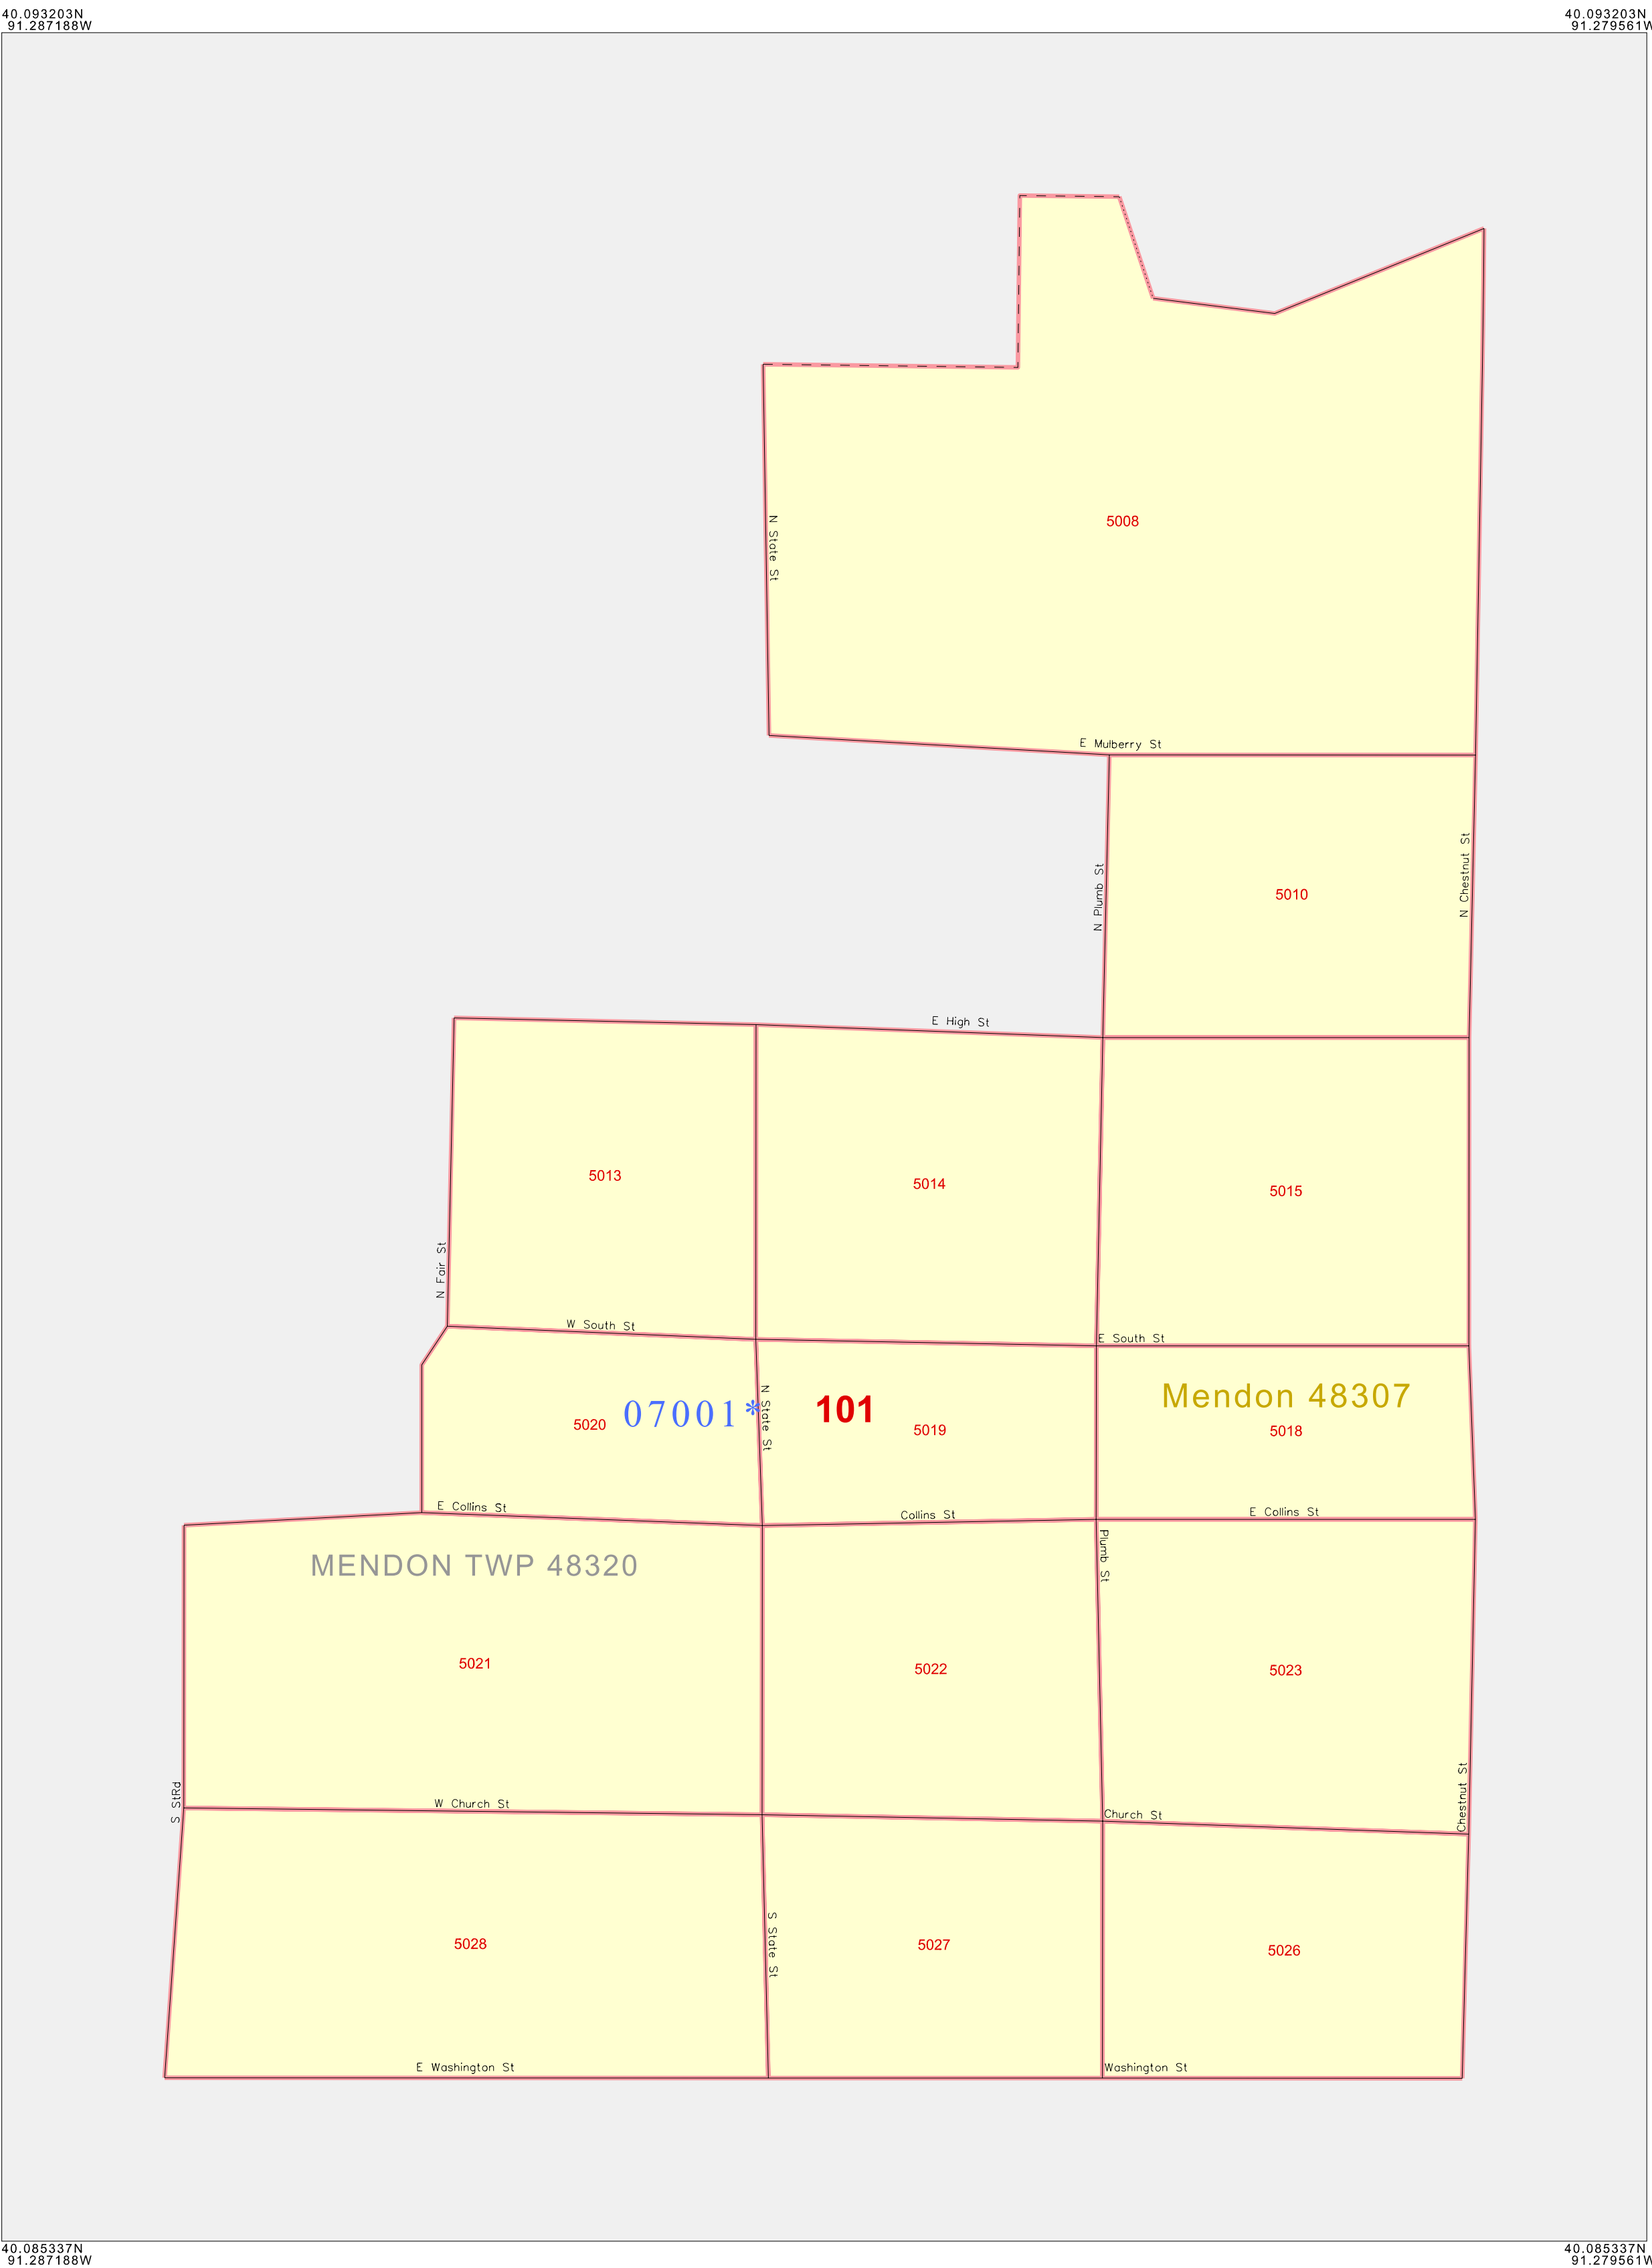 40.093203N
91.287188W
40.093203N
91.279561W
N State St
5008
E Mulberry St
N Plumb St
5010
N Chestnut St
E High St
5013
5014
5015
N Fair St
W South St
E South St
N State St
07001*
101
Mendon 48307
5020
5019
5018
E Collins St
Collins St
E Collins St
Plumb St
MENDON TWP 48320
5021
5022
5023
S StRd
W Church St
Church St
Chestnut St
5028
S State St
5027
5026
E Washington St
Washington St
40.085337N
91.287188W
40.085337N
91.279561W